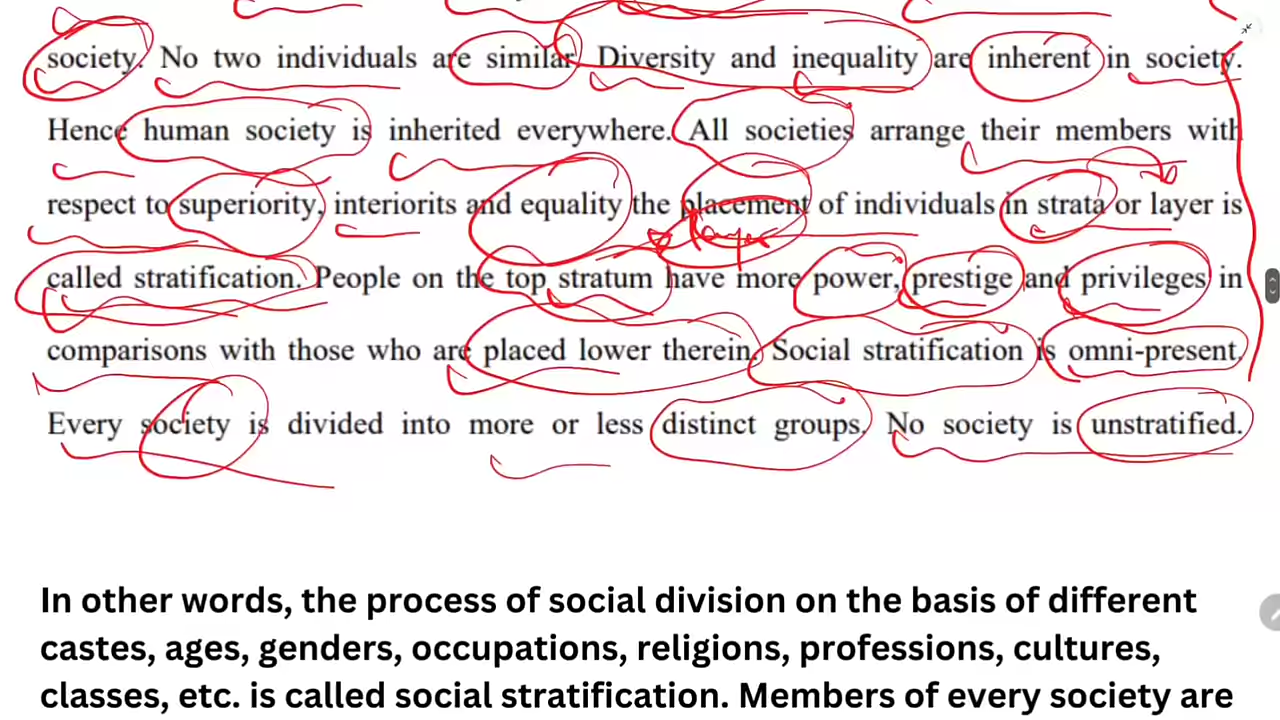 society. No two individuals are similar. Diversity and inequality are inherent in society.
Hence human society is inherited everywhere. All societies arrange their members with
respect to superiority, interiorits and equality the placement of individuals in strata or layer is
layer
called stratification. People on the top stratum have more power, prestige and privileges in
comparisons with those who are placed lower therein. Social stratification is omni-present.
Every society is divided into more or less distinct groups. No society is unstratified.
In other words, the process of social division on the basis of different
castes, ages, genders, occupations, religions, professions, cultures,
classes, etc. is called social stratification. Members of every society are